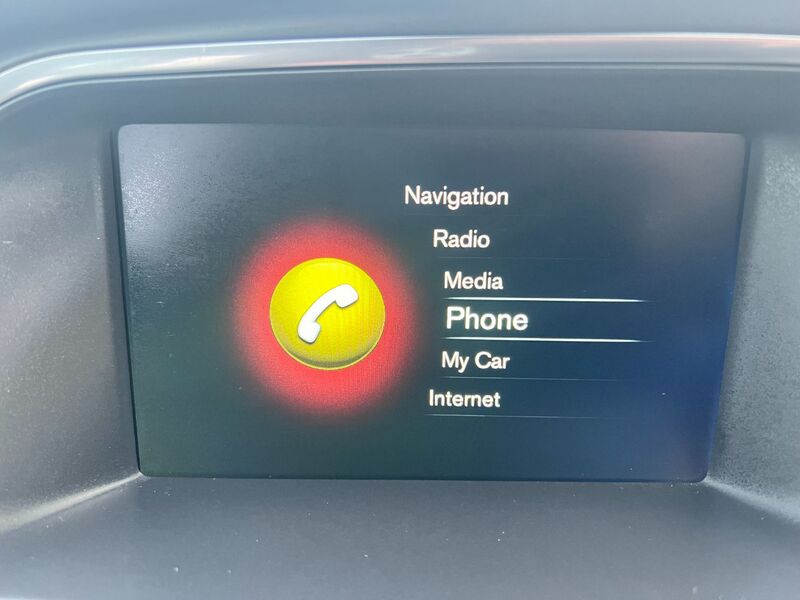 Navigation
Radio
Media
Phone
My Car
Internet